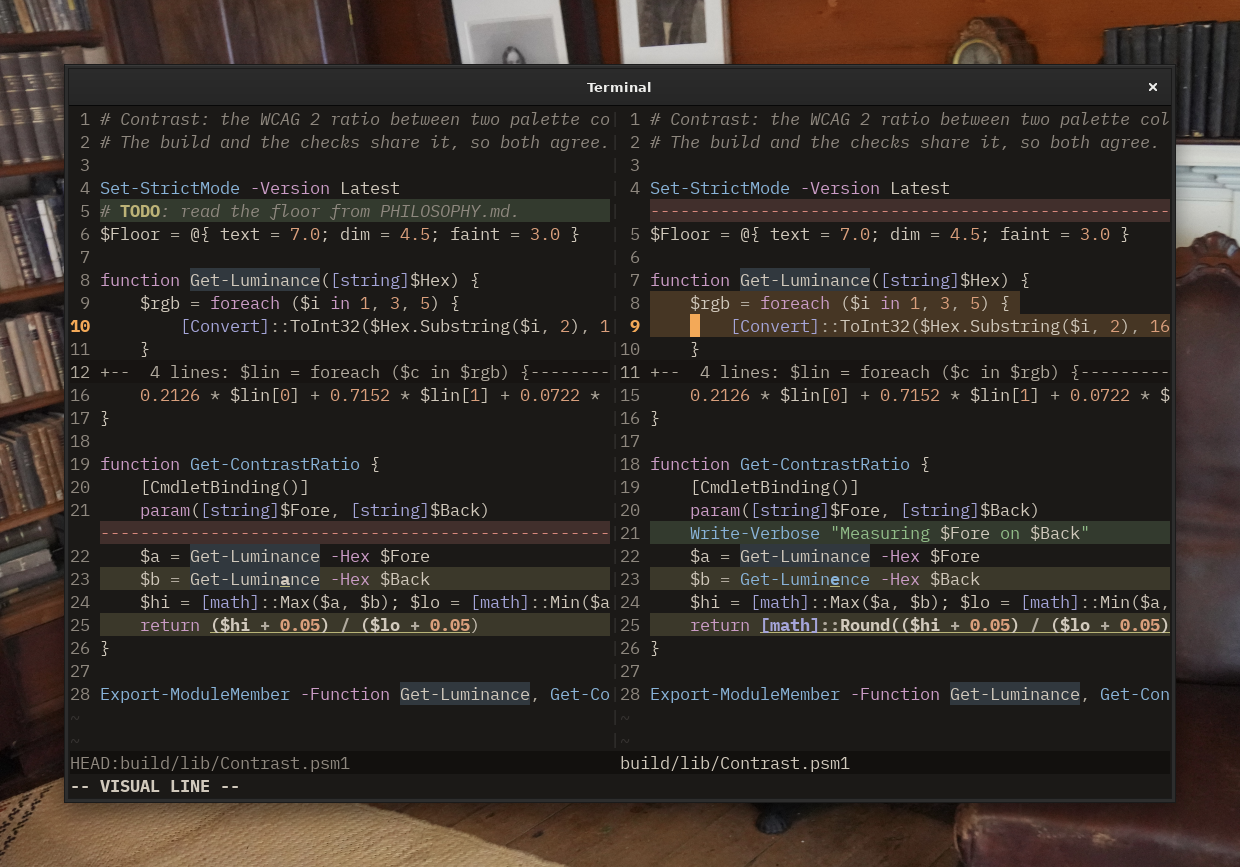 Terminal ×
1 # Contrast: the WCAG 2 ratio between two palette co
2 # The build and the checks share it, so both agree.
3
4 Set-StrictMode -Version Latest
5 # TODO: read the floor from PHILOSOPHY.md.
6 $Floor = @{ text = 7.0; dim = 4.5; faint = 3.0 }
7
8 function Get-Luminance([string]$Hex) {
9     $rgb = foreach ($i in 1, 3, 5) {
10         [Convert]::ToInt32($Hex.Substring($i, 2), 1
11     }
12 +--  4 lines: $lin = foreach ($c in $rgb) {--------
16     0.2126 * $lin[0] + 0.7152 * $lin[1] + 0.0722 *
17 }
18
19 function Get-ContrastRatio {
20     [CmdletBinding()]
21     param([string]$Fore, [string]$Back)
---------------------------------------------------
22     $a = Get-Luminance -Hex $Fore
23     $b = Get-Luminance -Hex $Back
24     $hi = [math]::Max($a, $b); $lo = [math]::Min($a
25     return ($hi + 0.05) / ($lo + 0.05)
26 }
27
28 Export-ModuleMember -Function Get-Luminance, Get-Co
~
~
HEAD:build/lib/Contrast.psm1
1 # Contrast: the WCAG 2 ratio between two palette col
2 # The build and the checks share it, so both agree.
3
4 Set-StrictMode -Version Latest
----------------------------------------------------
5 $Floor = @{ text = 7.0; dim = 4.5; faint = 3.0 }
6
7 function Get-Luminance([string]$Hex) {
8     $rgb = foreach ($i in 1, 3, 5) {
9         [Convert]::ToInt32($Hex.Substring($i, 2), 16
10     }
11 +--  4 lines: $lin = foreach ($c in $rgb) {---------
15     0.2126 * $lin[0] + 0.7152 * $lin[1] + 0.0722 * $
16 }
17
18 function Get-ContrastRatio {
19     [CmdletBinding()]
20     param([string]$Fore, [string]$Back)
21     Write-Verbose "Measuring $Fore on $Back"
22     $a = Get-Luminance -Hex $Fore
23     $b = Get-Luminence -Hex $Back
24     $hi = [math]::Max($a, $b); $lo = [math]::Min($a,
25     return [math]::Round(($hi + 0.05) / ($lo + 0.05)
26 }
27
28 Export-ModuleMember -Function Get-Luminance, Get-Con
~
~
build/lib/Contrast.psm1
-- VISUAL LINE --